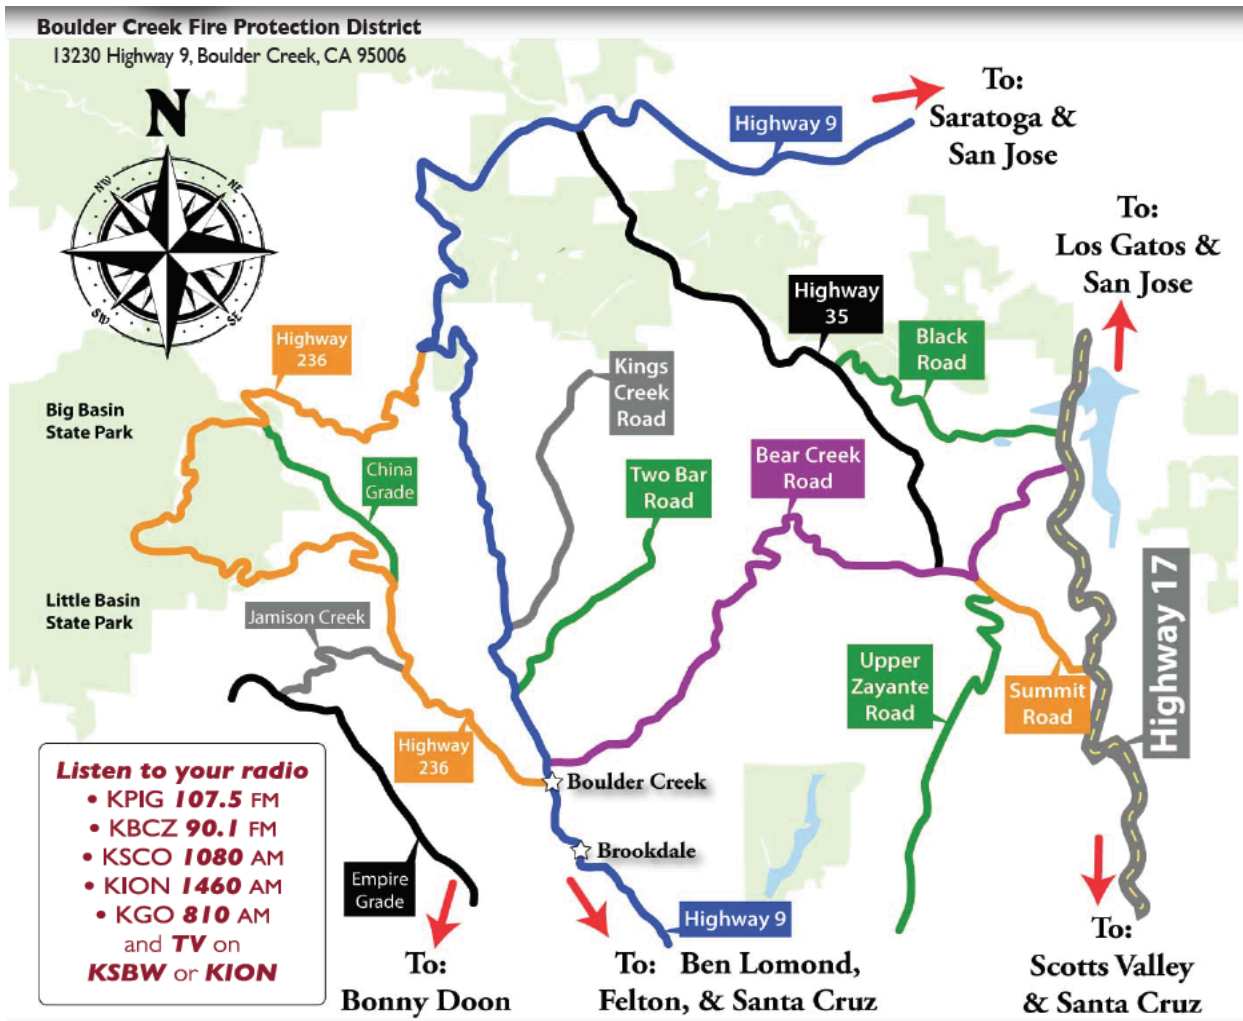 Boulder Creek Fire Protection District
13230 Highway 9, Boulder Creek, CA 95006
N
NW
NE
SW
SE
To:
Saratoga &
San Jose
Highway 9
To:
Los Gatos &
San Jose
Highway
35
Black
Road
Highway
236
Kings
Creek
Road
Big Basin
State Park
China
Grade
Two Bar
Road
Bear Creek
Road
Highway 17
Little Basin
State Park
Jamison Creek
Upper
Zayante
Road
Summit
Road
Highway
236
Boulder Creek
Brookdale
Listen to your radio
• KPIG 107.5 FM
• KBCZ 90.1 FM
• KSCO 1080 AM
• KION 1460 AM
• KGO 810 AM
and TV on
KSBW or KION
Empire
Grade
Highway 9
To:
Bonny Doon
To: Ben Lomond,
Felton, & Santa Cruz
To:
Scotts Valley
& Santa Cruz